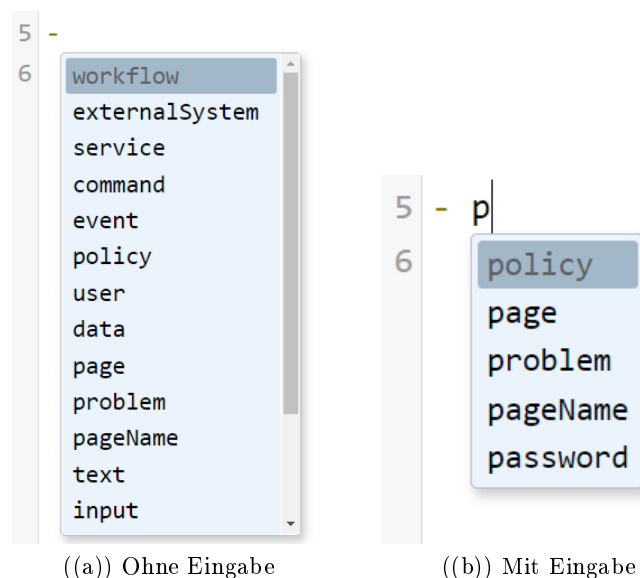 5 -
6
workflow
externalSystem
service
command
event
policy
user
data
page
problem
pageName
text
input
((a)) Ohne Eingabe
5 - p
6
policy
page
problem
pageName
password
((b)) Mit Eingabe